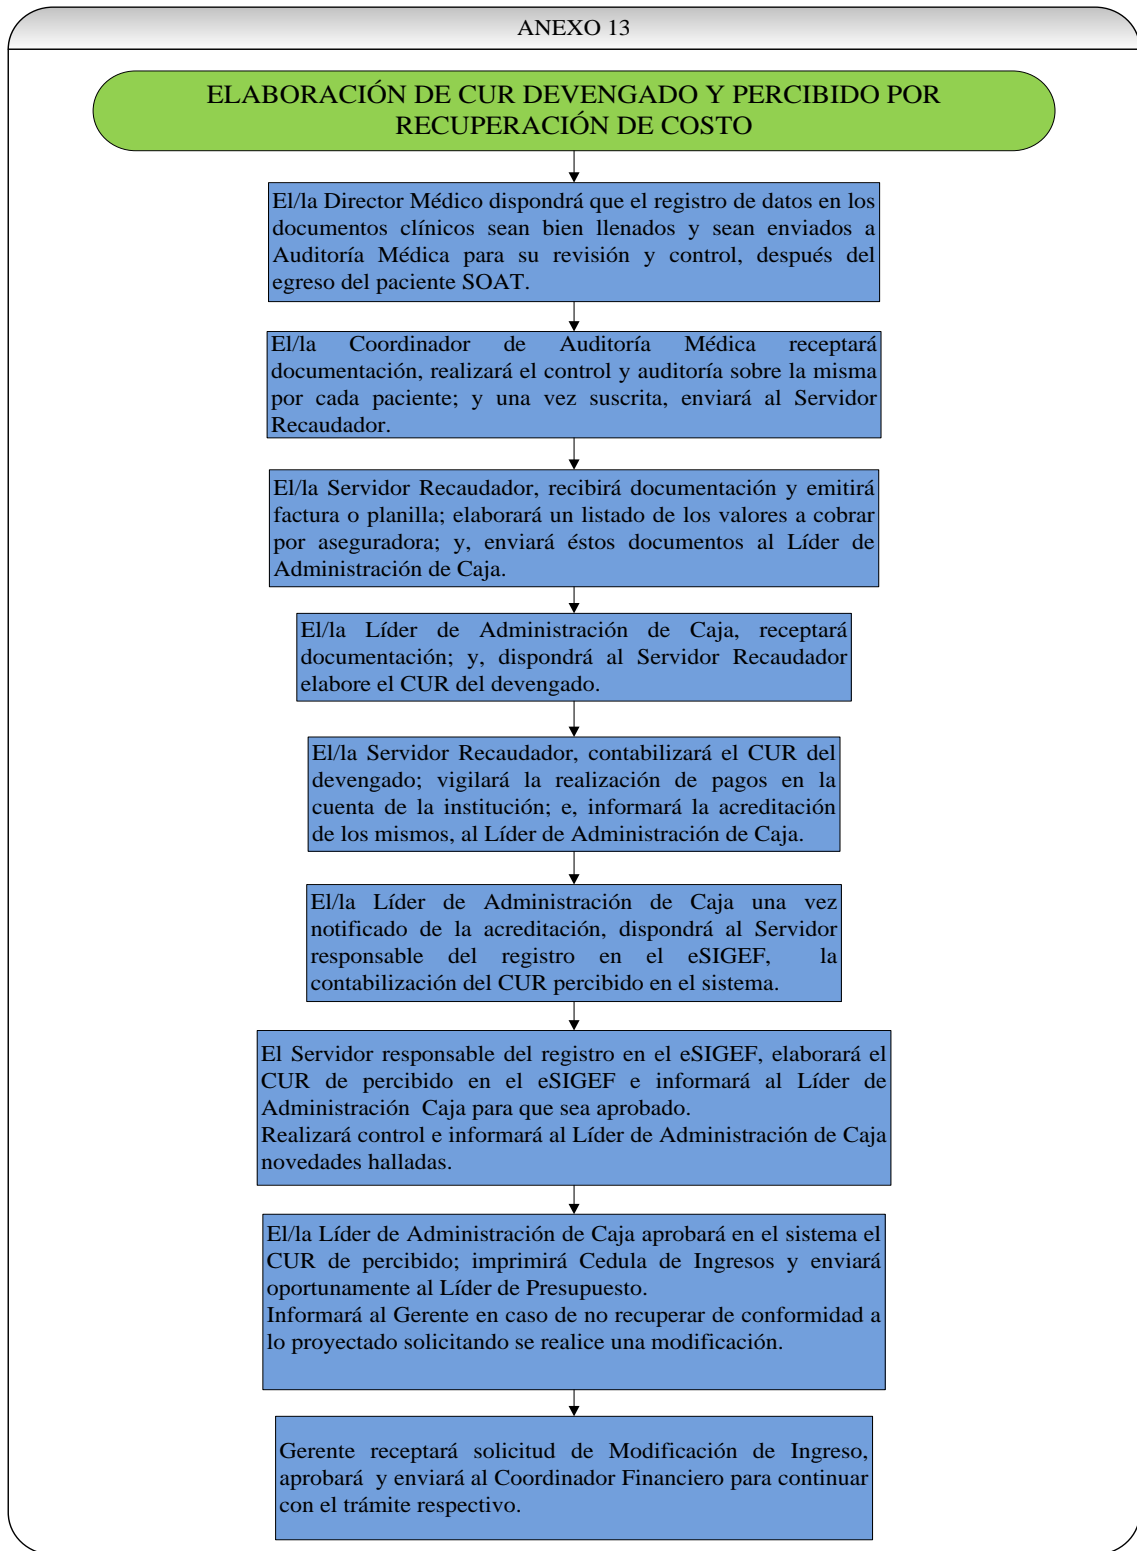 ANEXO 13
ELABORACIÓN DE CUR DEVENGADO Y PERCIBIDO POR
RECUPERACIÓN DE COSTO
El/la Director Médico dispondrá que el registro de datos en los
documentos clínicos sean bien llenados y sean enviados a
Auditoría Médica para su revisión y control, después del
egreso del paciente SOAT.
El/la Coordinador de Auditoría Médica receptará
documentación, realizará el control y auditoría sobre la misma
por cada paciente; y una vez suscrita, enviará al Servidor
Recaudador.
El/la Servidor Recaudador, recibirá documentación y emitirá
factura o planilla; elaborará un listado de los valores a cobrar
por aseguradora; y, enviará éstos documentos al Líder de
Administración de Caja.
El/la Líder de Administración de Caja, receptará
documentación; y, dispondrá al Servidor Recaudador
elabore el CUR del devengado.
El/la Servidor Recaudador, contabilizará el CUR del
devengado; vigilará la realización de pagos en la
cuenta de la institución; e, informará la acreditación
de los mismos, al Líder de Administración de Caja.
El/la Líder de Administración de Caja una vez
notificado de la acreditación, dispondrá al Servidor
responsable del registro en el eSIGEF, la
contabilización del CUR percibido en el sistema.
El Servidor responsable del registro en el eSIGEF, elaborará el
CUR de percibido en el eSIGEF e informará al Líder de
Administración Caja para que sea aprobado.
Realizará control e informará al Líder de Administración de Caja
novedades halladas.
El/la Líder de Administración de Caja aprobará en el sistema el
CUR de percibido; imprimirá Cedula de Ingresos y enviará
oportunamente al Líder de Presupuesto.
Informará al Gerente en caso de no recuperar de conformidad a
lo proyectado solicitando se realice una modificación.
Gerente receptará solicitud de Modificación de Ingreso,
aprobará y enviará al Coordinador Financiero para continuar
con el trámite respectivo.